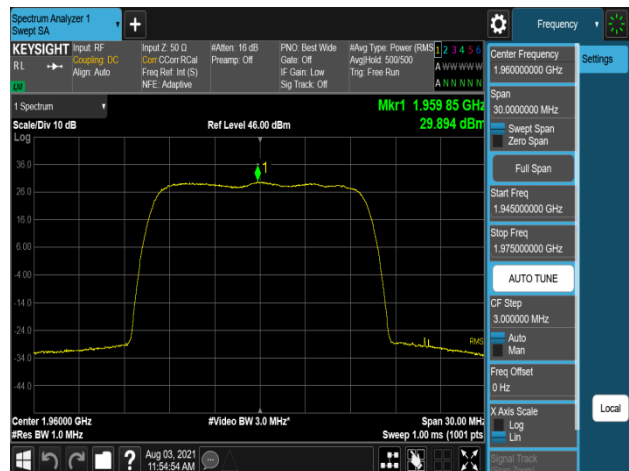 Spectrum Analyzer 1
Swept SA
+
Frequency
KEYSIGHT
RL
LXI
Input: RF
Coupling: DC
Align: Auto
Input Z: 50 Ω
Corr CCorr RCal
Freq Ref: Int (S)
NFE: Adaptive
#Atten: 16 dB
Preamp: Off
PNO: Best Wide
Gate: Off
IF Gain: Low
Sig Track: Off
#Avg Type: Power (RMS
Avg|Hold: 500/500
Trig: Free Run
1 2 3 4 5 6
A W W W W W
A N N N N N
1 Spectrum
Scale/Div 10 dB
Ref Level 46.00 dBm
Mkr1 1.959 85 GHz
29.894 dBm
Log
36.0
26.0
16.0
6.00
-4.00
-14.0
-24.0
-34.0
-44.0
1
RMS
Center 1.96000 GHz
#Res BW 1.0 MHz
#Video BW 3.0 MHz*
Span 30.00 MHz
Sweep 1.00 ms (1001 pts
?
Aug 03, 2021
11:54:54 AM
Center Frequency
1.960000000 GHz
Span
30.0000000 MHz
Swept Span
Zero Span
Full Span
Start Freq
1.945000000 GHz
Stop Freq
1.975000000 GHz
AUTO TUNE
CF Step
3.000000 MHz
Auto
Man
Freq Offset
0 Hz
X Axis Scale
Log
Lin
Signal Track
(Span Zoom)
Settings
Local